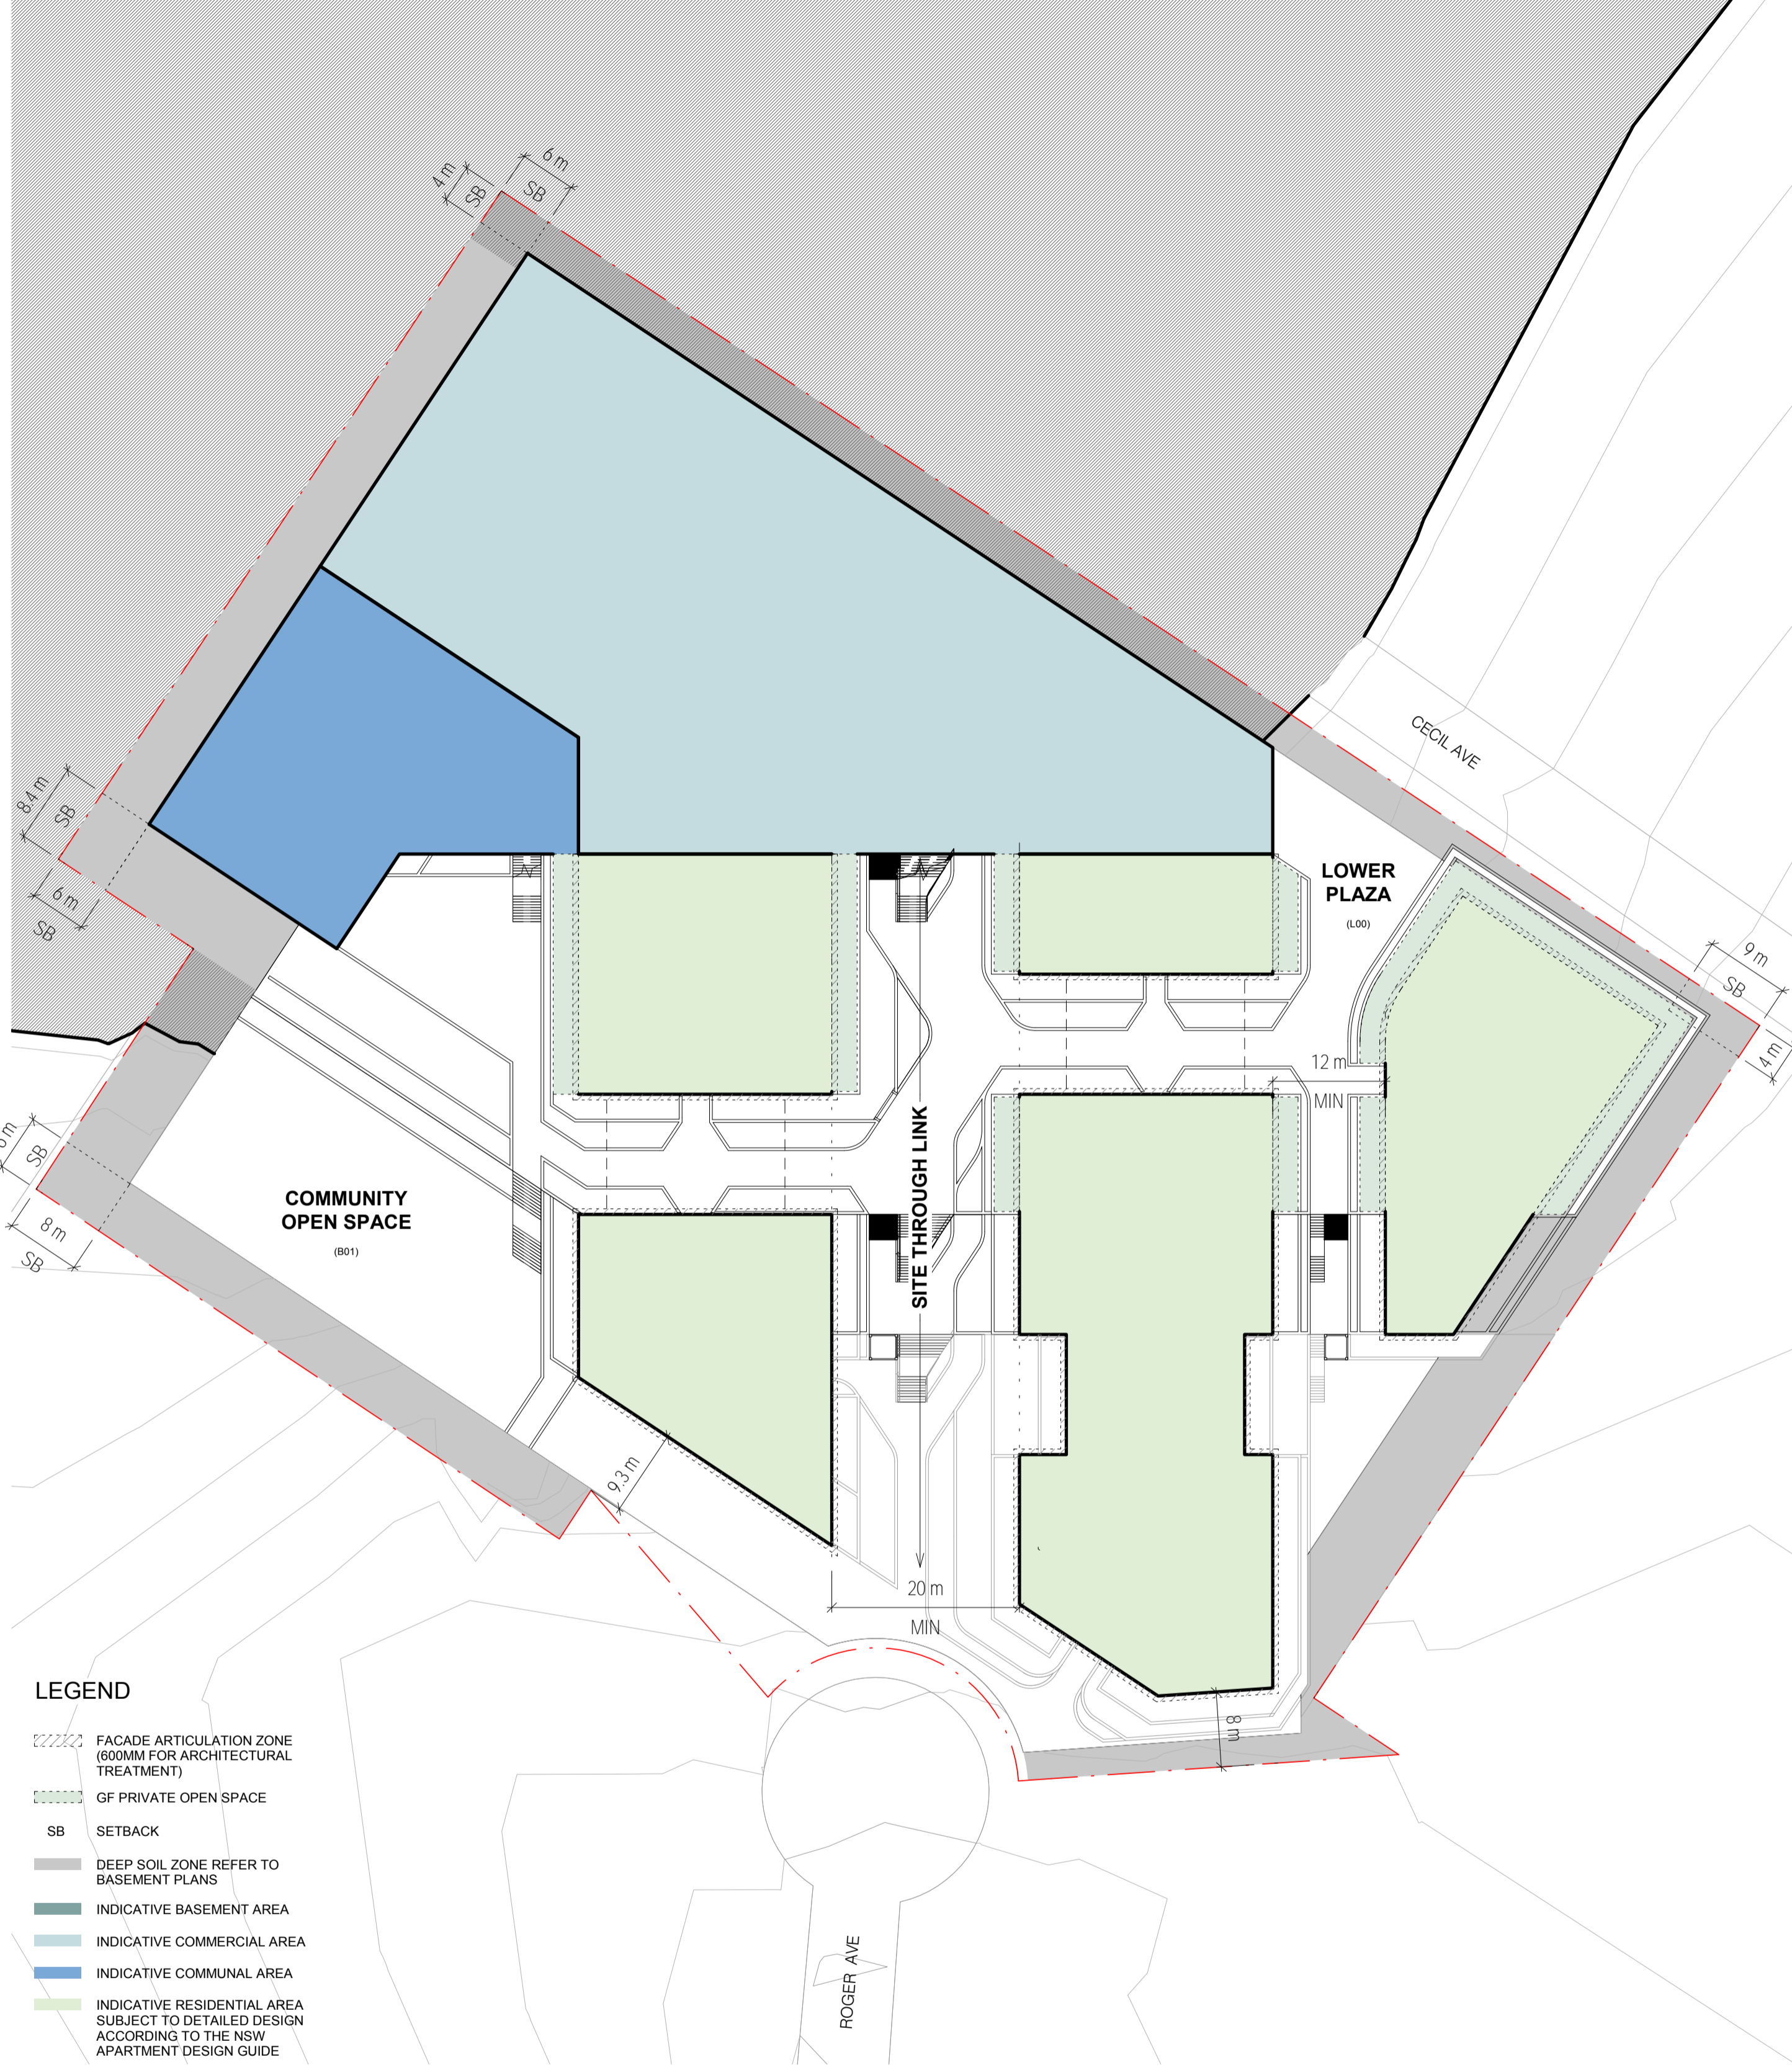 6 m
SB
4 m
SB
CECIL AVE
8.4 m
SB
6 m
SB
LOWER
PLAZA
(L00)
9 m
SB
4 m
12 m
MIN
SITE THROUGH LINK
SB
8 m
SB
COMMUNITY
OPEN SPACE
(B01)
9.3 m
20 m
MIN
8 m
ROGER AVE
LEGEND
FACADE ARTICULATION ZONE
(600MM FOR ARCHITECTURAL
TREATMENT)
GF PRIVATE OPEN SPACE
SB SETBACK
DEEP SOIL ZONE REFER TO
BASEMENT PLANS
INDICATIVE BASEMENT AREA
INDICATIVE COMMERCIAL AREA
INDICATIVE COMMUNAL AREA
INDICATIVE RESIDENTIAL AREA
SUBJECT TO DETAILED DESIGN
ACCORDING TO THE NSW
APARTMENT DESIGN GUIDE